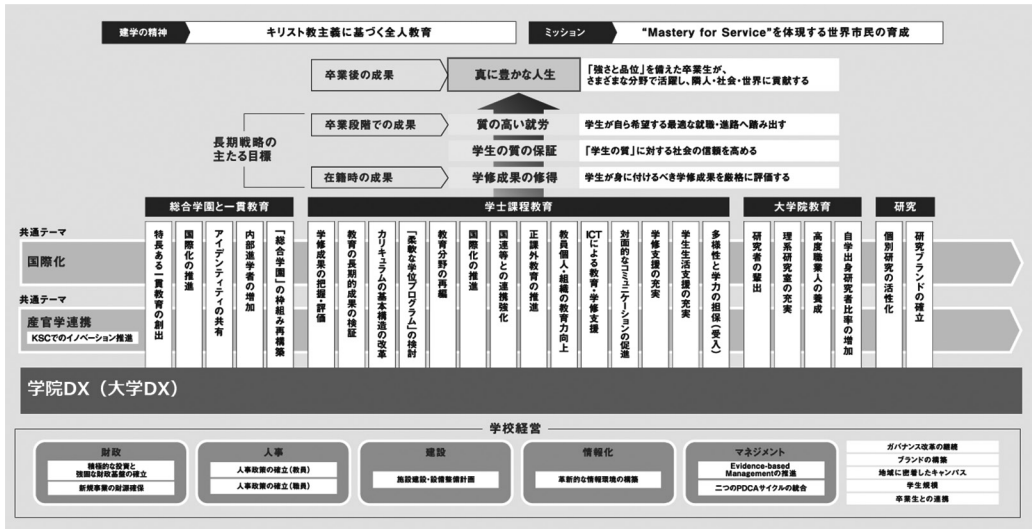 建学の精神
キリスト教主義に基づく全人教育
ミッション
“Mastery for Service”を体現する世界市民の育成
卒業後の成果
真に豊かな人生
「強さと品位」を備えた卒業生が、
さまざまな分野で活躍し、隣人・社会・世界に貢献する
長期戦略の
主たる目標
卒業段階での成果
質の高い就労
学生が自ら希望する最適な就職・進路へ踏み出す
学生の質の保証
「学生の質」に対する社会の信頼を高める
在籍時の成果
学修成果の修得
学生が身に付けるべき学修成果を厳格に評価する
総合学園と一貫教育
学士課程教育
大学院教育
研究
共通テーマ
国際化
共通テーマ
産官学連携
KSCでのイノベーション推進
特長ある一貫教育の創出
国際化の推進
アイデンティティの共有
内部進学者の増加
「総合学園」の枠組み再構築
学修成果の把握・評価
教育の長期的成果の検証
カリキュラムの基本構造の改革
「柔軟な学位プログラム」の検討
教育分野の再編
国際化の推進
国連等との連携強化
正課外教育の推進
教員個人・組織の教育力向上
ICTによる教育・学修支援
対面的なコミュニケーションの促進
学修支援の充実
学生生活支援の充実
多様性と学力の担保（受入）
研究者の輩出
理系研究室の充実
高度職業人の養成
自学出身研究者比率の増加
個別研究の活性化
研究ブランドの確立
学院DX（大学DX）
学校経営
財政
積極的な投資と
強固な財政基盤の確立
新規事業の財源確保
人事
人事政策の確立（教員）
人事政策の確立（職員）
建設
施設建設・設備整備計画
情報化
革新的な情報環境の構築
マネジメント
Evidence-based
Managementの推進
二つのPDCAサイクルの統合
ガバナンス改革の継続
ブランドの構築
地域に密着したキャンパス
学生規模
卒業生との連携